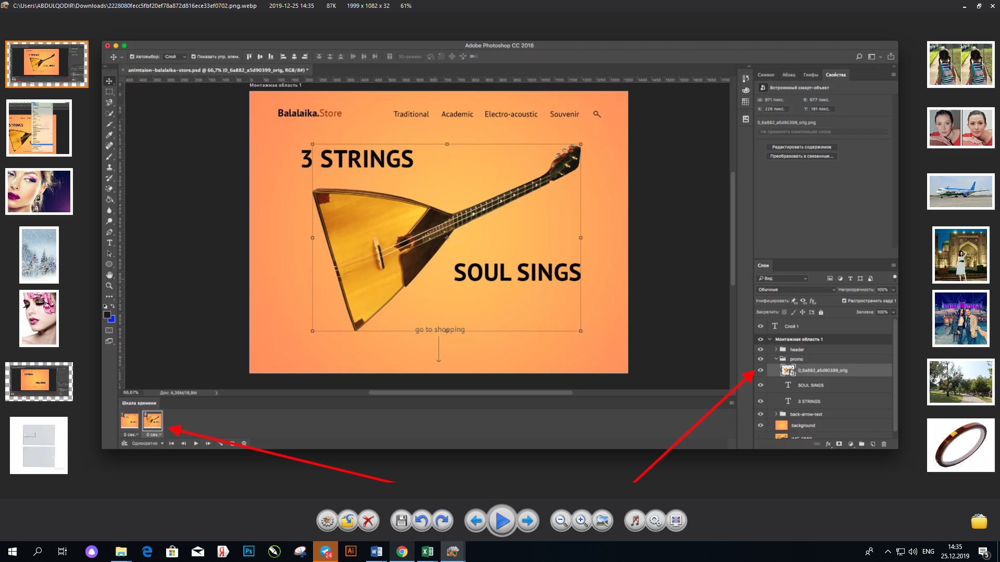 C:\Users\ABDULQODIR\Downloads\2228080fecc5fbf20ef78a872d816ece33ef0702.png.webp 2019-12-25 14:35 87K 1999 x 1082 x 32 61%
Adobe Photoshop CC 2018
Автовыбор: Слой Показать упр. элем. 3D-режим:
animtaion-balalaika-store.psd @ 66,7% (0_6a882_a5d90399_orig, RGB/8#) *
Монтажная область 1
Balalaika.Store Traditional Academic Electro-acoustic Souvenir
3 STRINGS
SOUL SINGS
go to shopping
66,67% Док: 4,39M/18,9M
Шкала времени
1 2
0 сек. 0 сек.
Однократно
Символ Абзац Глифы Свойства
Встроенный смарт-объект
Ш: 971 пикс. В: 677 пикс.
X: 226 пикс. Y: 191 пикс.
0_6a882_a5d90399_orig.png
Не применять композицию слоев
Редактировать содержимое
Преобразовать в связанные...
Слои
Вид
Обычные Непрозрачность: 100%
Унифицировать: Распространить кадр 1
Закрепить: Заливка: 100%
Слой 1
Монтажная область 1
header
promo
0_6a882_a5d90399_orig
SOUL SINGS
3 STRINGS
back-arrow-text
background
24
ENG
14:35
25.12.2019
5